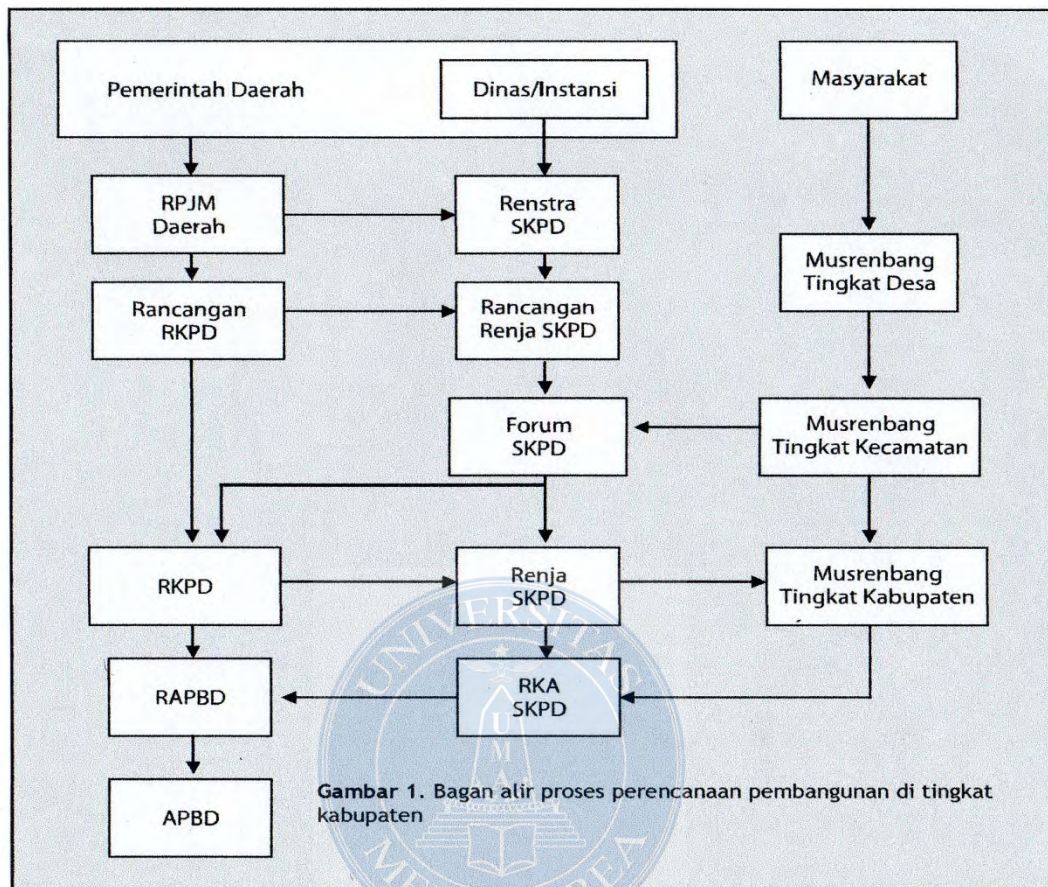 Pemerintah Daerah
Dinas/Instansi
Masyarakat
RPJM
Daerah
Renstra
SKPD
Musrenbang
Tingkat Desa
Rancangan
RKPD
Rancangan
Renja SKPD
Forum
SKPD
Musrenbang
Tingkat Kecamatan
RKPD
Renja
SKPD
Musrenbang
Tingkat Kabupaten
RAPBD
RKA
SKPD
APBD
UNIVERSITAS
UMA
Gambar 1. Bagan alir proses perencanaan pembangunan di tingkat
kabupaten